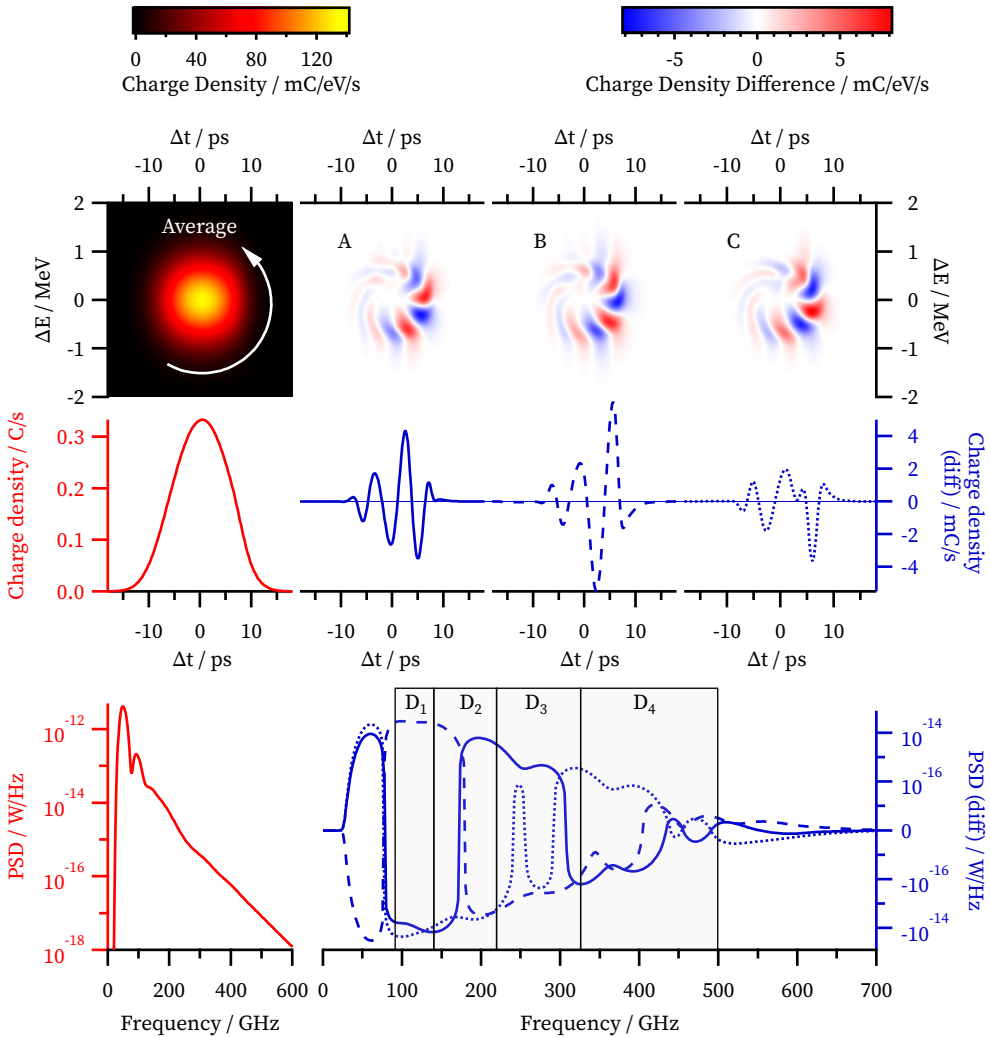 0 40 80 120
Charge Density / mC/eV/s
-5 0 5
Charge Density Difference / mC/eV/s
Δt / ps Δt / ps Δt / ps Δt / ps
-10 0 10 -10 0 10 -10 0 10 -10 0 10
ΔE / MeV
2
1
0
-1
-2
Average
A
B
C
2
1
0
-1
-2
ΔE / MeV
Charge density / C/s
0.3
0.2
0.1
0.0
4
2
0
-2
-4
Charge density
(diff) / mC/s
-10 0 10 -10 0 10 -10 0 10 -10 0 10
Δt / ps Δt / ps Δt / ps Δt / ps
PSD / W/Hz
10^-12
10^-14
10^-16
10^-18
D₁ D₂ D₃ D₄
10^-14
10^-16
0
-10^-16
-10^-14
PSD (diff) / W/Hz
0 200 400 600
Frequency / GHz
0 100 200 300 400 500 600 700
Frequency / GHz